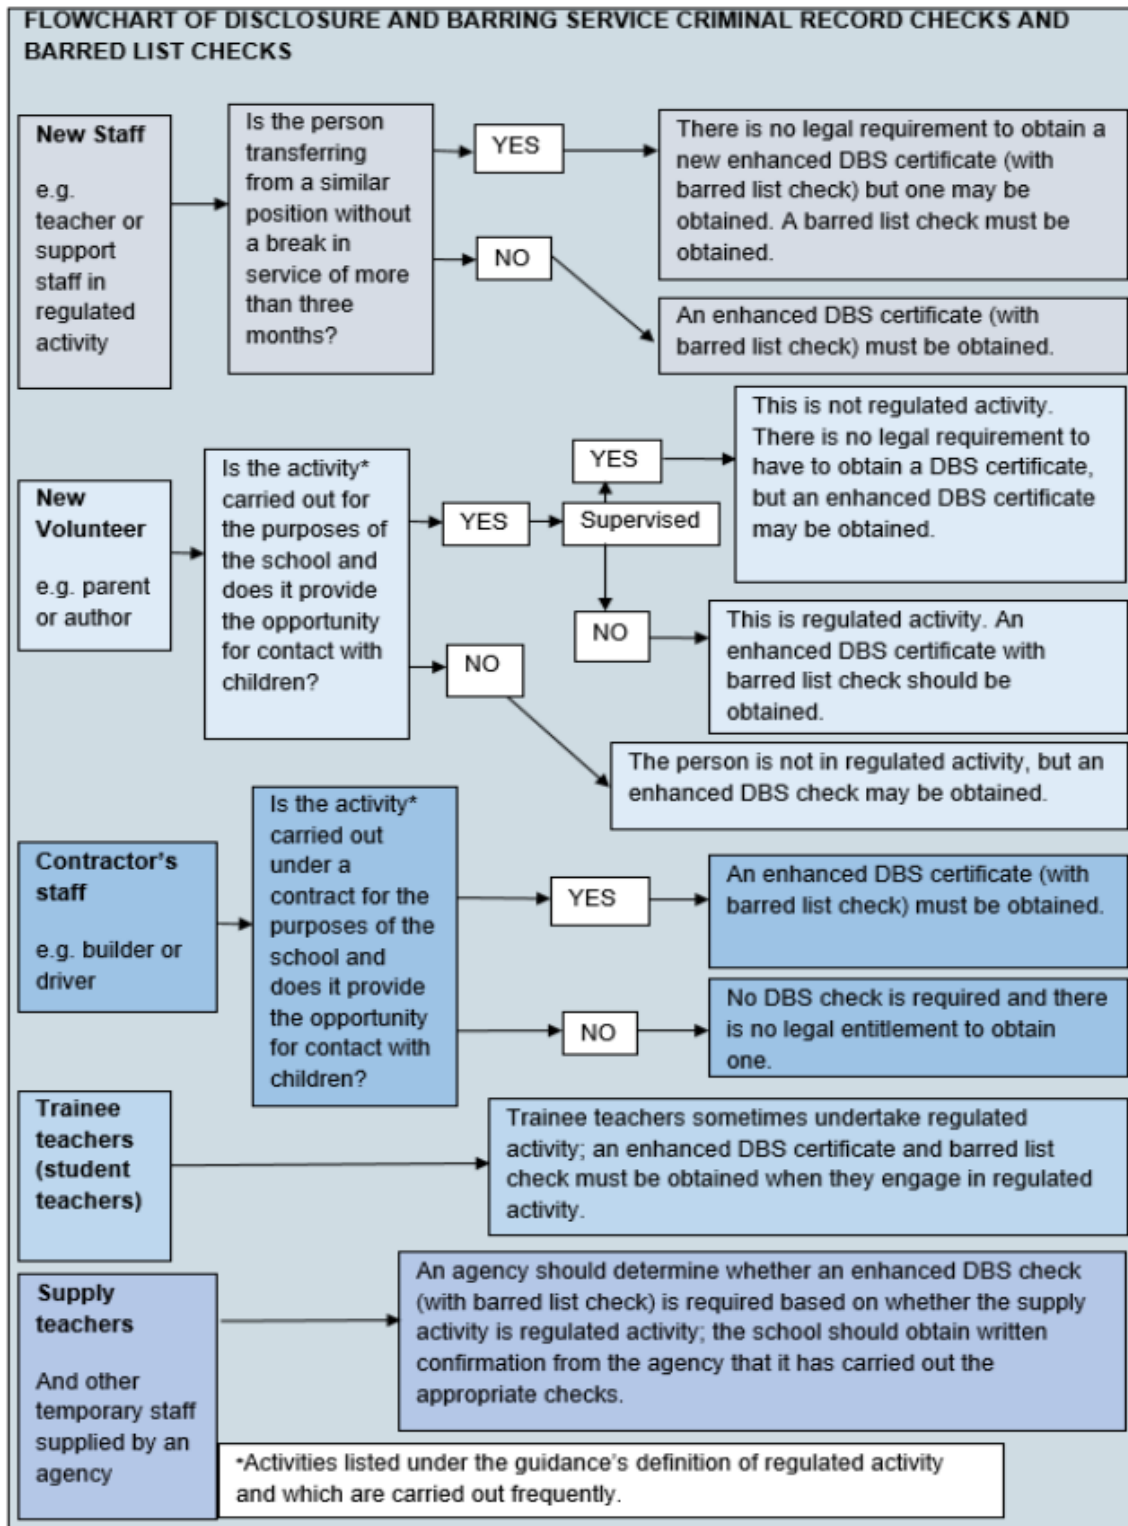 FLOWCHART OF DISCLOSURE AND BARRING SERVICE CRIMINAL RECORD CHECKS AND
BARRED LIST CHECKS
New Staff
e.g.
teacher or
support
staff in
regulated
activity
Is the person
transferring
from a similar
position without
a break in
service of more
than three
months?
YES
There is no legal requirement to obtain a
new enhanced DBS certificate (with
barred list check) but one may be
obtained. A barred list check must be
obtained.
NO
An enhanced DBS certificate (with
barred list check) must be obtained.
New
Volunteer
e.g. parent
or author
Is the activity*
carried out for
the purposes of
the school and
does it provide
the opportunity
for contact with
children?
YES
Supervised
YES
This is not regulated activity.
There is no legal requirement to
have to obtain a DBS certificate,
but an enhanced DBS certificate
may be obtained.
NO
This is regulated activity. An
enhanced DBS certificate with
barred list check should be
obtained.
NO
The person is not in regulated activity, but an
enhanced DBS check may be obtained.
Contractor's
staff
e.g. builder or
driver
Is the activity*
carried out
under a
contract for the
purposes of the
school and
does it provide
the opportunity
for contact with
children?
YES
An enhanced DBS certificate (with
barred list check) must be obtained.
NO
No DBS check is required and there
is no legal entitlement to obtain
one.
Trainee
teachers
(student
teachers)
Trainee teachers sometimes undertake regulated
activity; an enhanced DBS certificate and barred list
check must be obtained when they engage in regulated
activity.
Supply
teachers
And other
temporary staff
supplied by an
agency
An agency should determine whether an enhanced DBS check
(with barred list check) is required based on whether the supply
activity is regulated activity; the school should obtain written
confirmation from the agency that it has carried out the
appropriate checks.
*Activities listed under the guidance's definition of regulated activity
and which are carried out frequently.